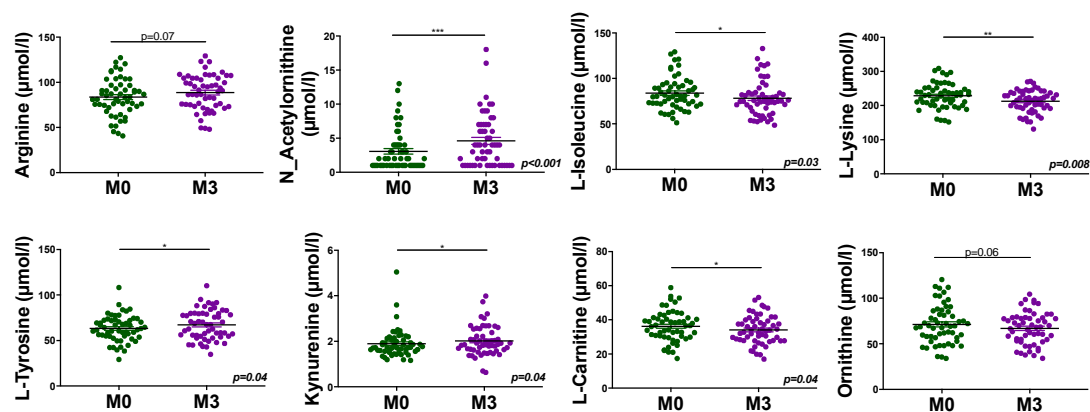 Arginine (μmol/l)
150
100
50
0
p=0.07
M0 M3
N_Acetylornithine
(μmol/l)
20
15
10
5
0
***
p<0.001
M0 M3
L-Isoleucine (μmol/l)
150
100
50
0
*
p=0.03
M0 M3
L-Lysine (μmol/l)
400
300
200
100
0
**
p=0.008
M0 M3
L-Tyrosine (μmol/l)
150
100
50
0
*
p=0.04
M0 M3
Kynurenine (μmol/l)
6
4
2
0
*
p=0.04
M0 M3
L-Carnitine (μmol/l)
80
60
40
20
0
*
p=0.04
M0 M3
Ornithine (μmol/l)
150
100
50
0
p=0.06
M0 M3